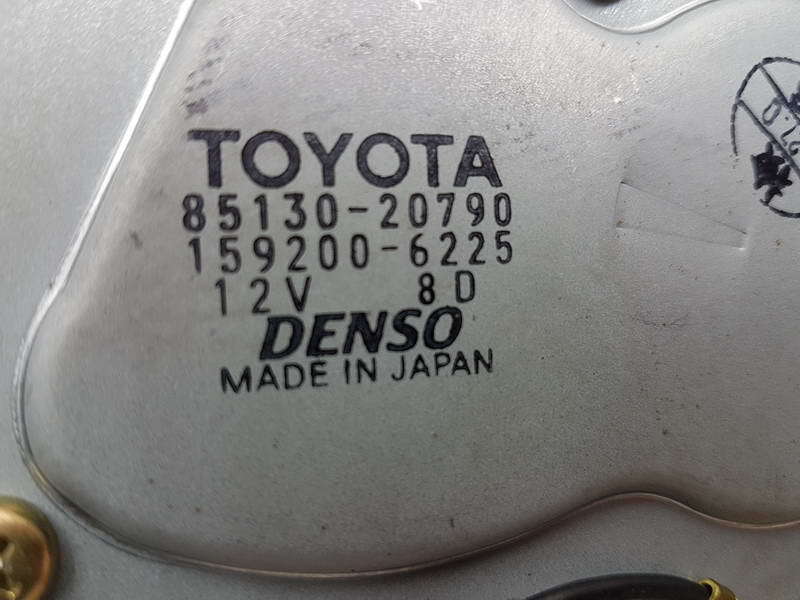 TOYOTA
85130-20790
159200-6225
12V 8D
DENSO
MADE IN JAPAN